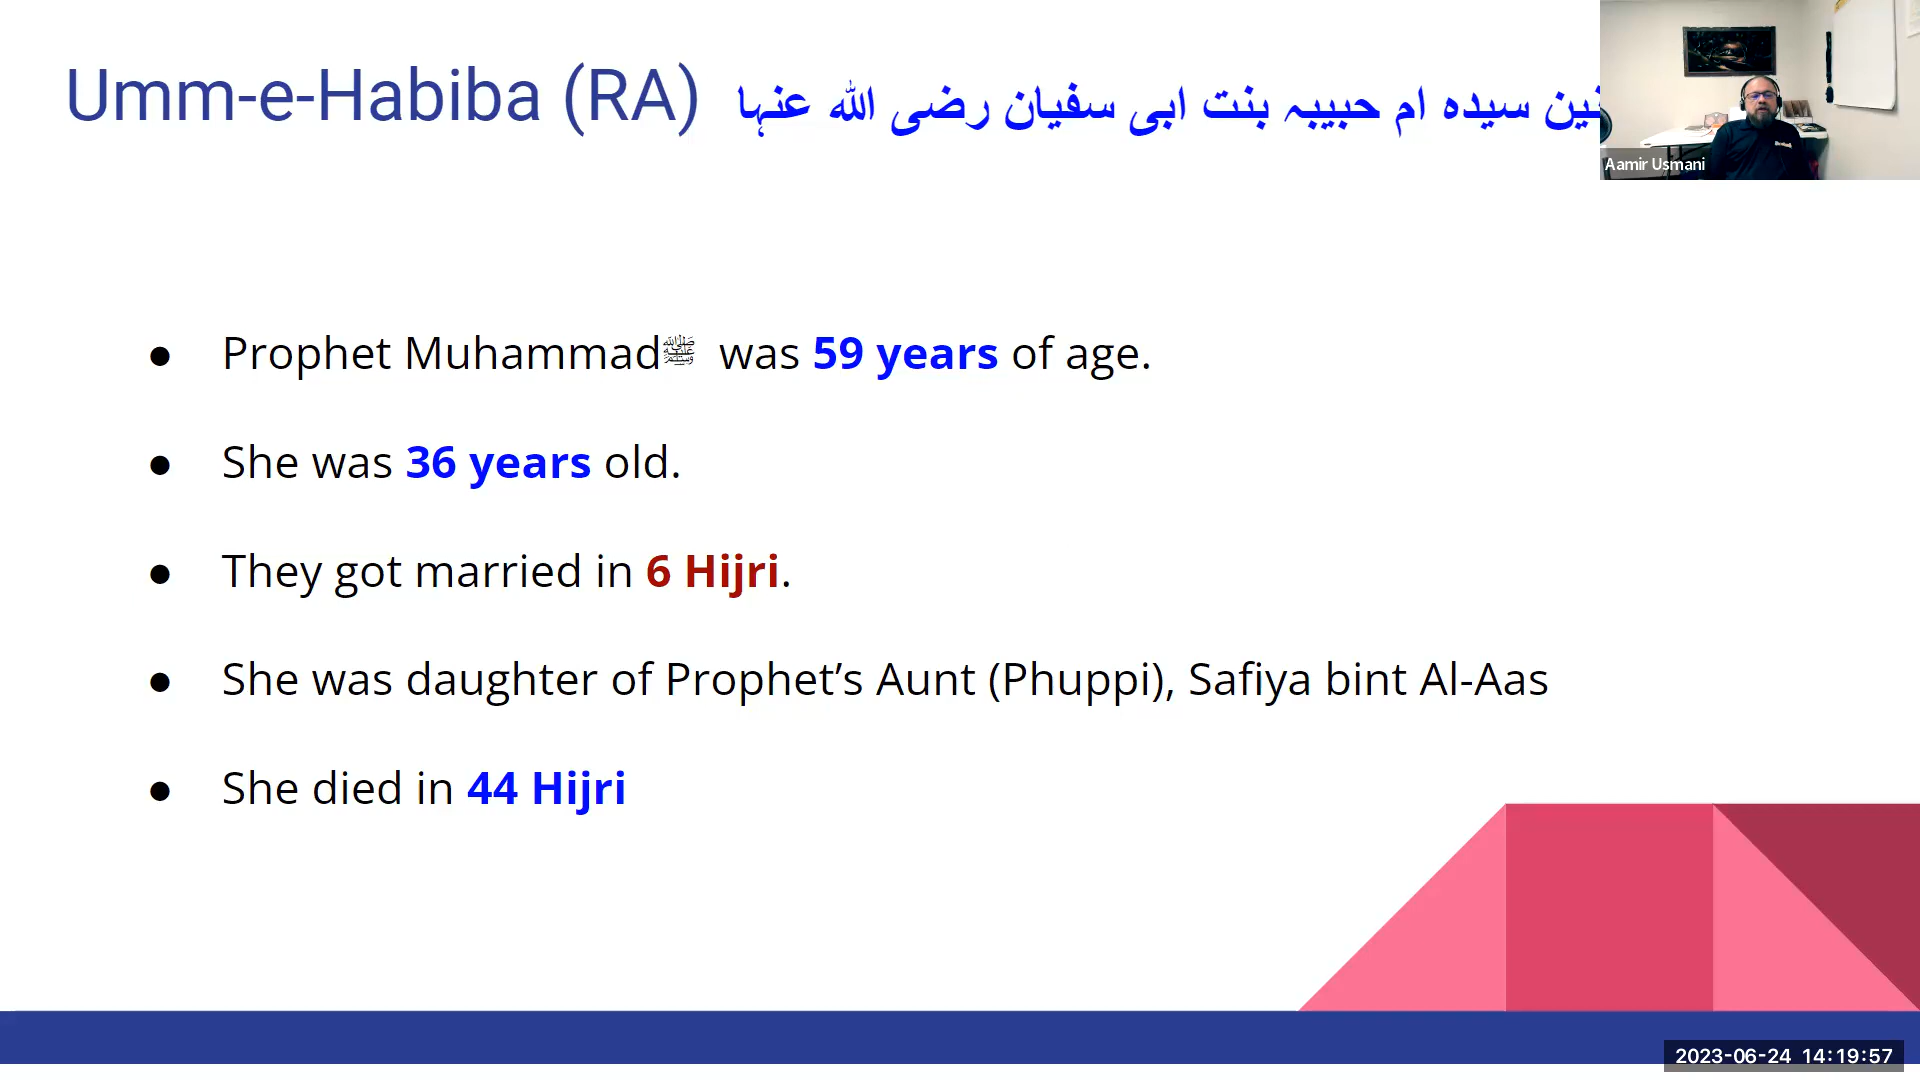 Umm-e-Habiba (RA) سیدہ ام حبیبہ بنت ابی سفیان رضی اللہ عنہا
Aamir Usmani
● Prophet Muhammadﷺ was 59 years of age.
● She was 36 years old.
● They got married in 6 Hijri.
● She was daughter of Prophet’s Aunt (Phuppi), Safiya bint Al-Aas
● She died in 44 Hijri
2023-06-24 14:19:57